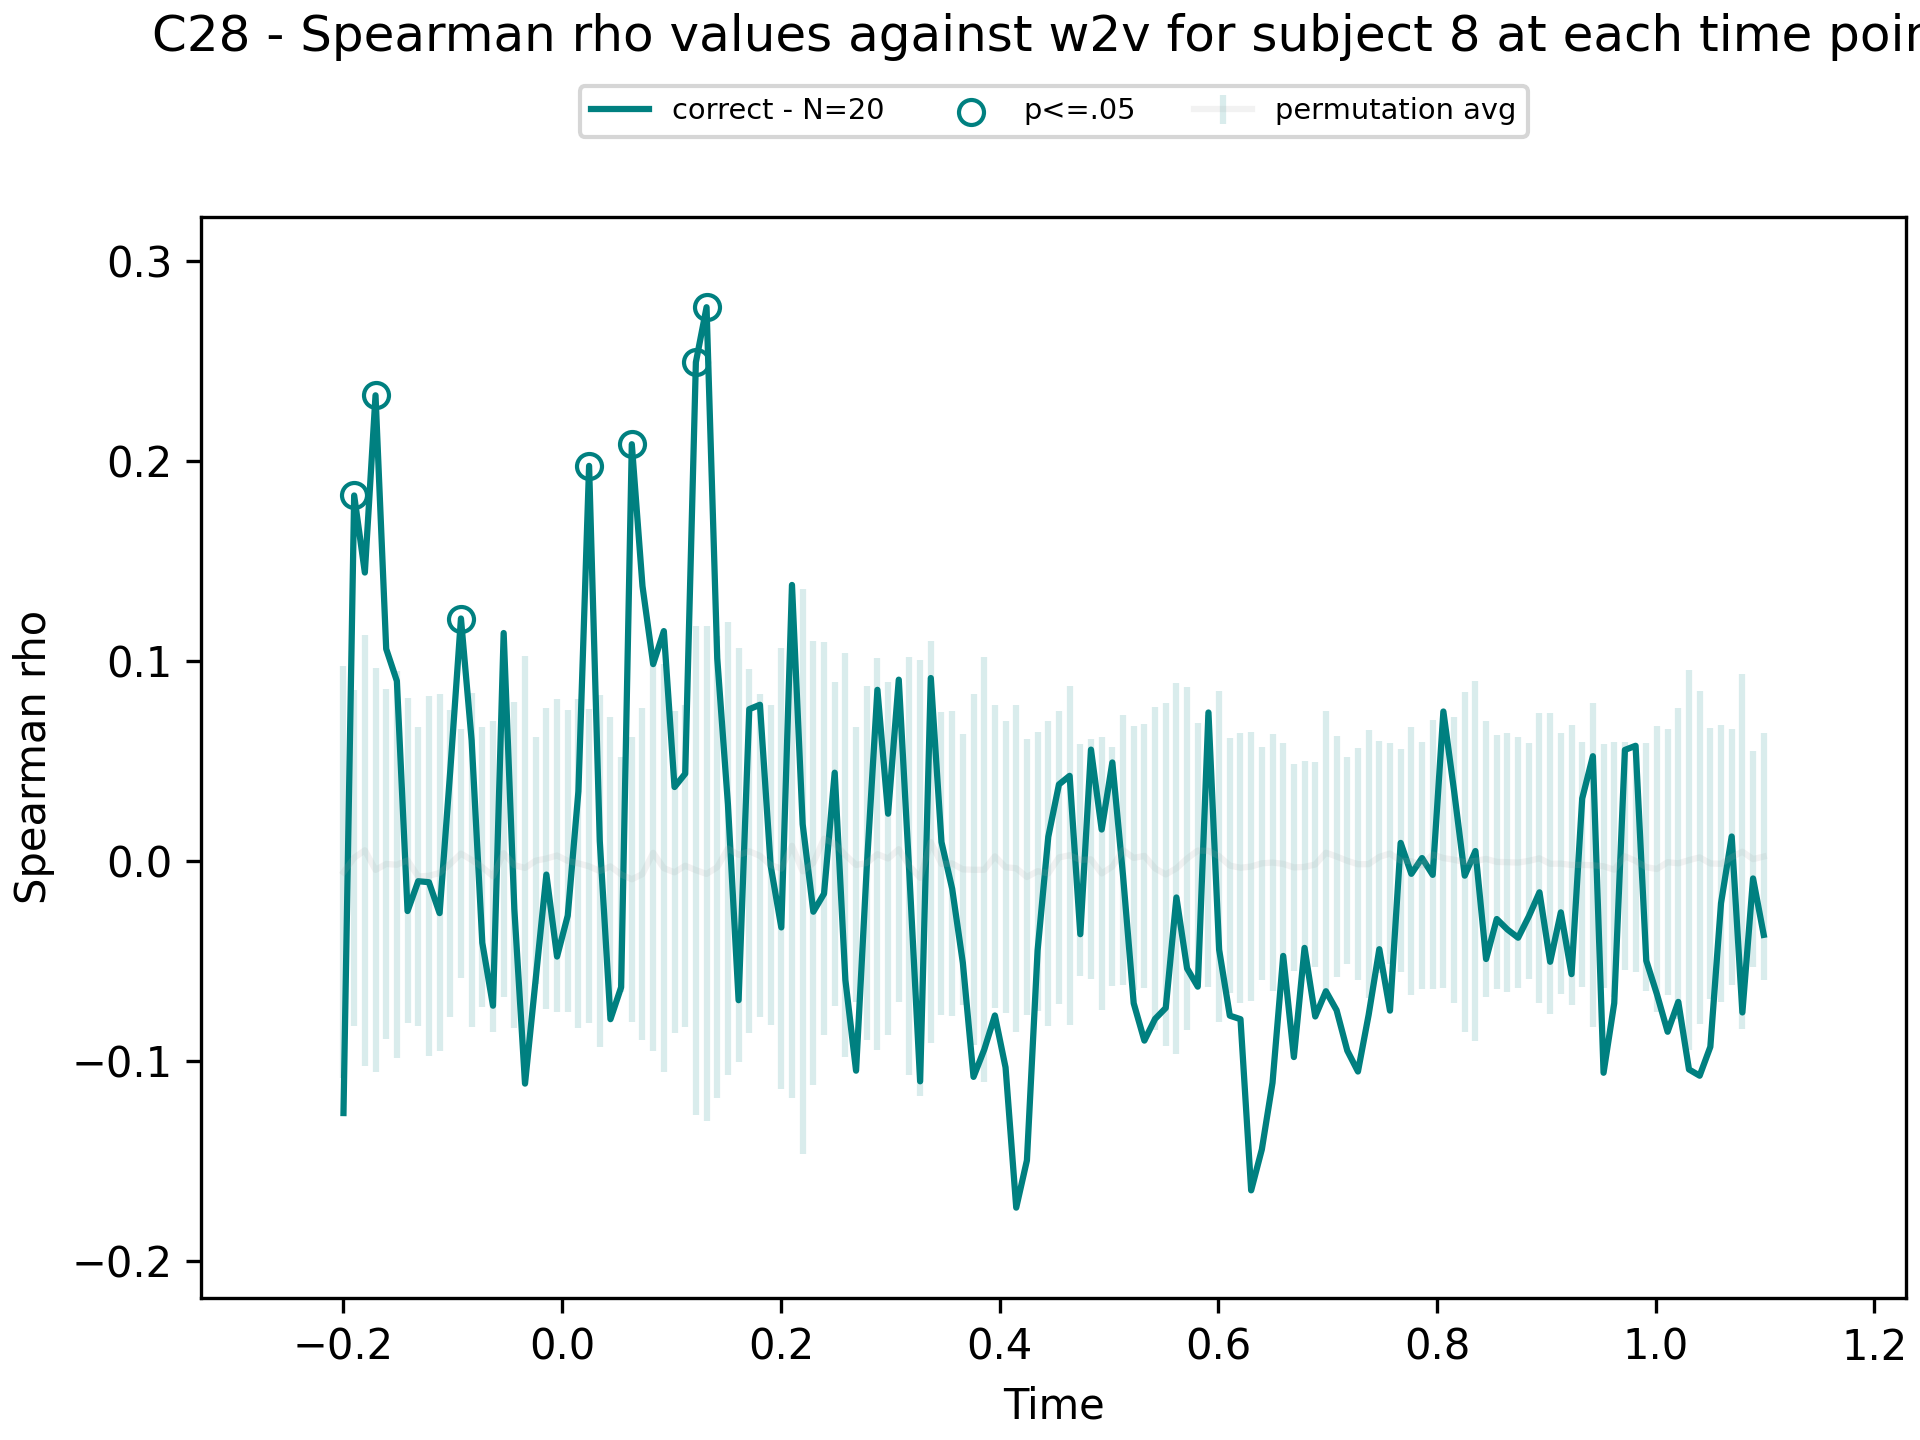 C28 - Spearman rho values against w2v for subject 8 at each time poin
correct - N=20 p<=.05 permutation avg
0.3
0.2
0.1
0.0
−0.1
−0.2
Spearman rho
−0.2 0.0 0.2 0.4 0.6 0.8 1.0 1.2
Time